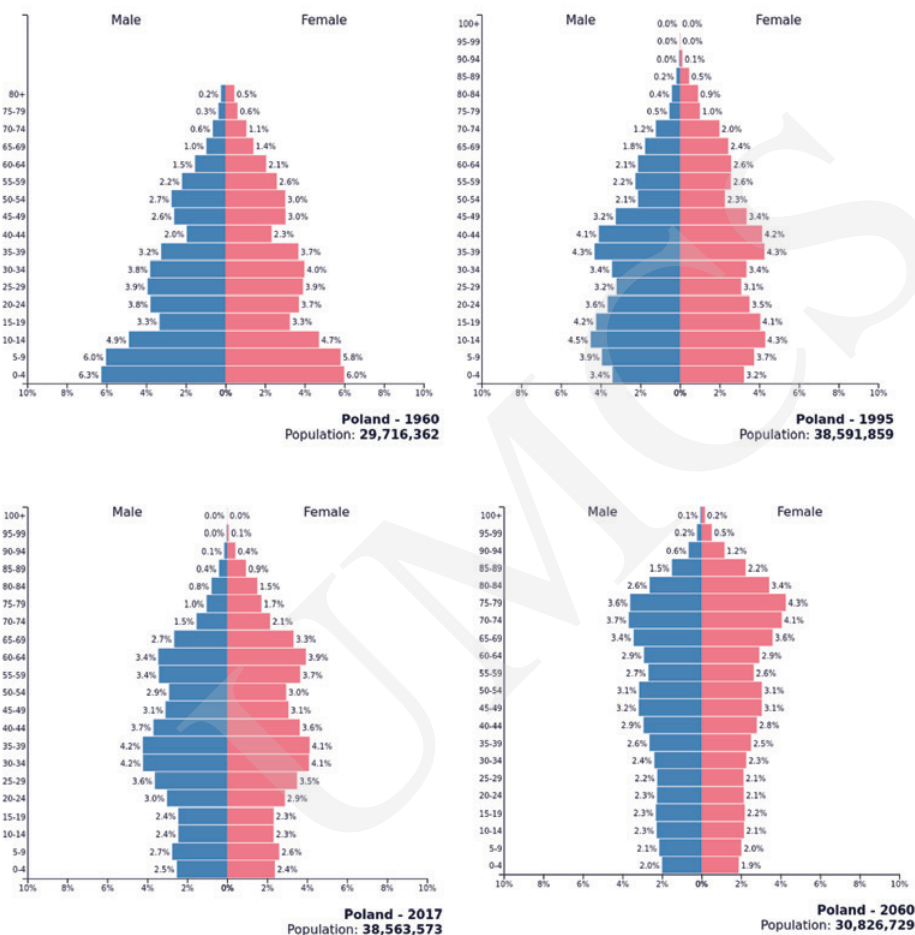 Male Female
80+ 0.2% 0.5%
75-79 0.3% 0.6%
70-74 0.6% 1.1%
65-69 1.0% 1.4%
60-64 1.5% 2.1%
55-59 2.2% 2.6%
50-54 2.7% 3.0%
45-49 2.6% 3.0%
40-44 2.0% 2.3%
35-39 3.2% 3.7%
30-34 3.8% 4.0%
25-29 3.9% 3.9%
20-24 3.8% 3.7%
15-19 3.3% 3.3%
10-14 4.9% 4.7%
5-9 6.0% 5.8%
0-4 6.3% 6.0%
10% 8% 6% 4% 2% 0% 2% 4% 6% 8% 10%
Poland - 1960
Population: 29,716,362
Male Female
100+ 0.0% 0.0%
95-99 0.0% 0.0%
90-94 0.0% 0.1%
85-89 0.2% 0.5%
80-84 0.4% 0.9%
75-79 0.5% 1.0%
70-74 1.2% 2.0%
65-69 1.8% 2.4%
60-64 2.1% 2.6%
55-59 2.2% 2.6%
50-54 2.1% 2.3%
45-49 3.2% 3.4%
40-44 4.1% 4.2%
35-39 4.3% 4.3%
30-34 3.4% 3.4%
25-29 3.2% 3.1%
20-24 3.6% 3.5%
15-19 4.2% 4.1%
10-14 4.5% 4.3%
5-9 3.9% 3.7%
0-4 3.4% 3.2%
10% 8% 6% 4% 2% 0% 2% 4% 6% 8% 10%
Poland - 1995
Population: 38,591,859
Male Female
100+ 0.0% 0.0%
95-99 0.0% 0.1%
90-94 0.1% 0.4%
85-89 0.4% 0.9%
80-84 0.8% 1.5%
75-79 1.0% 1.7%
70-74 1.5% 2.1%
65-69 2.7% 3.3%
60-64 3.4% 3.9%
55-59 3.4% 3.7%
50-54 2.9% 3.0%
45-49 3.1% 3.1%
40-44 3.7% 3.6%
35-39 4.2% 4.1%
30-34 4.2% 4.1%
25-29 3.6% 3.5%
20-24 3.0% 2.9%
15-19 2.4% 2.3%
10-14 2.4% 2.3%
5-9 2.7% 2.6%
0-4 2.5% 2.4%
10% 8% 6% 4% 2% 0% 2% 4% 6% 8% 10%
Poland - 2017
Population: 38,563,573
Male Female
100+ 0.1% 0.2%
95-99 0.2% 0.5%
90-94 0.6% 1.2%
85-89 1.5% 2.2%
80-84 2.6% 3.4%
75-79 3.6% 4.3%
70-74 3.7% 4.1%
65-69 3.4% 3.6%
60-64 2.9% 2.9%
55-59 2.7% 2.6%
50-54 3.1% 3.1%
45-49 3.2% 3.1%
40-44 2.9% 2.8%
35-39 2.6% 2.5%
30-34 2.4% 2.3%
25-29 2.2% 2.1%
20-24 2.3% 2.1%
15-19 2.3% 2.2%
10-14 2.3% 2.1%
5-9 2.1% 2.0%
0-4 2.0% 1.9%
10% 8% 6% 4% 2% 0% 2% 4% 6% 8% 10%
Poland - 2060
Population: 30,826,729
UMCS